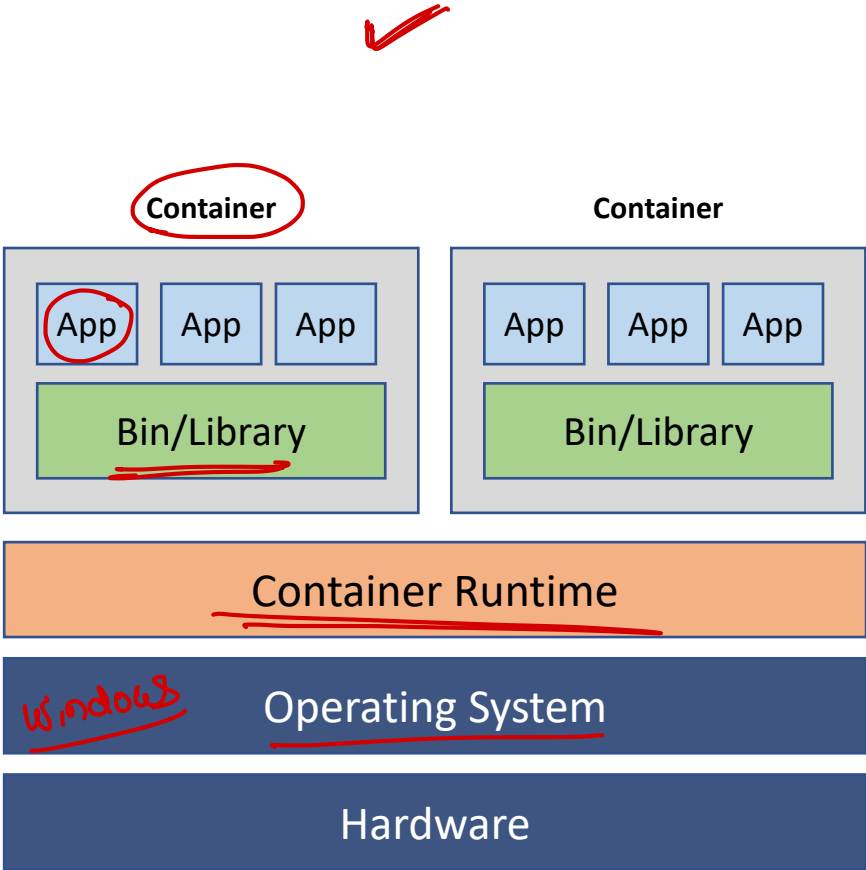 Container Container
App App App App App App
Bin/Library Bin/Library
Container Runtime
Windows Operating System
Hardware